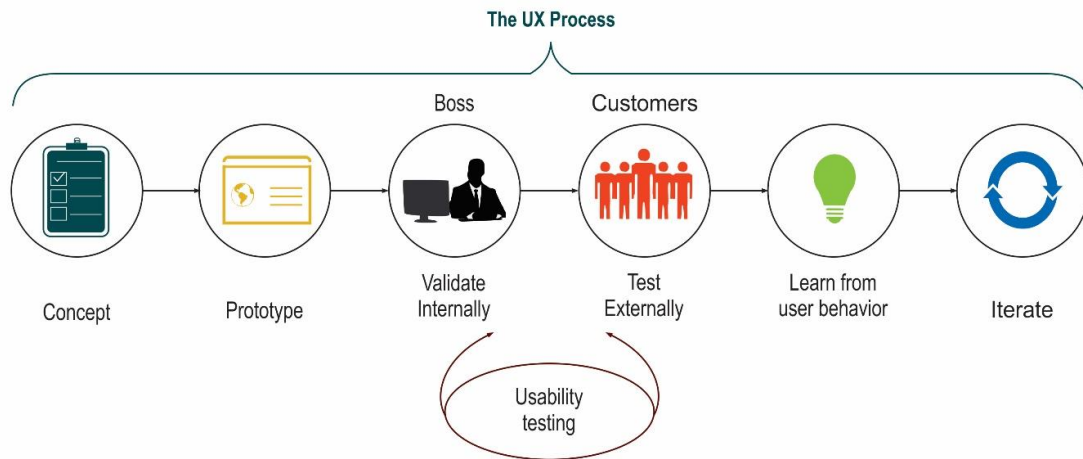 The UX Process
Boss
Customers
Concept
Prototype
Validate
Internally
Test
Externally
Learn from
user behavior
Iterate
Usability
testing